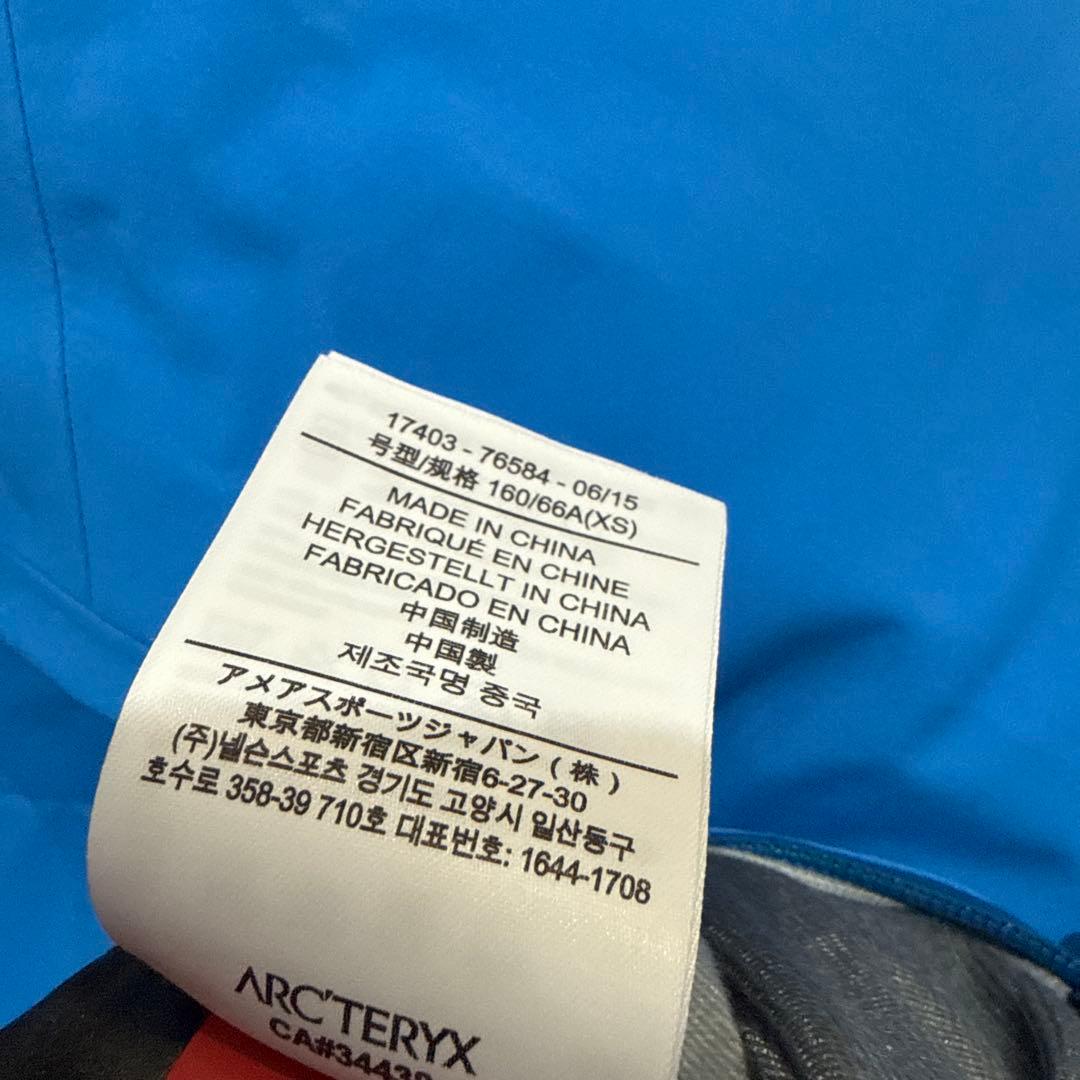 17403 - 76584 - 06/15
号型/规格 160/66A(XS)
MADE IN CHINA
FABRIQUÉ EN CHINE
HERGESTELLT IN CHINA
FABRICADO EN CHINA
中国制造
中国製
제조국명 중국
アメアスポーツジャパン ( 株 )
東京都新宿区新宿6-27-30
(주)넬슨스포츠 경기도 고양시 일산동구
호수로 358-39 710호 대표번호: 1644-1708
ARC'TERYX